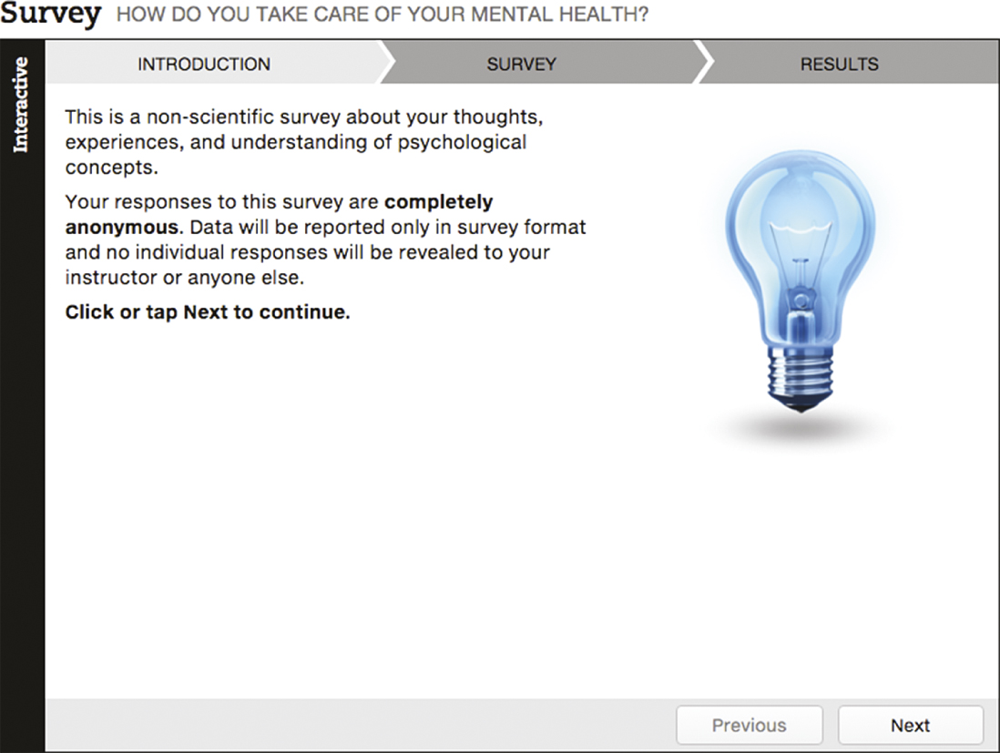 Survey HOW DO YOU TAKE CARE OF YOUR MENTAL HEALTH?
Interactive
INTRODUCTION SURVEY RESULTS
This is a non-scientific survey about your thoughts,
experiences, and understanding of psychological
concepts.
Your responses to this survey are completely
anonymous. Data will be reported only in survey format
and no individual responses will be revealed to your
instructor or anyone else.
Click or tap Next to continue.
Previous Next